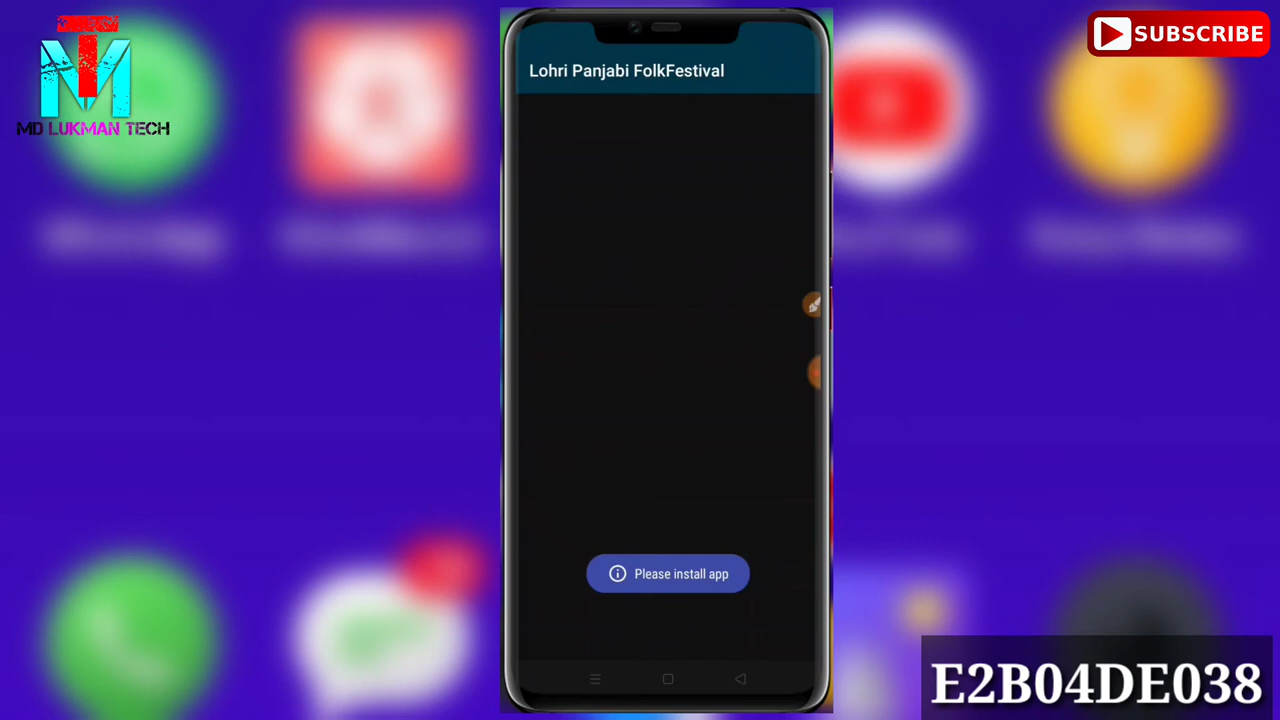 MD LUKMAN TECH
Lohri Panjabi FolkFestival
SUBSCRIBE
Please install app
E2B04DE038